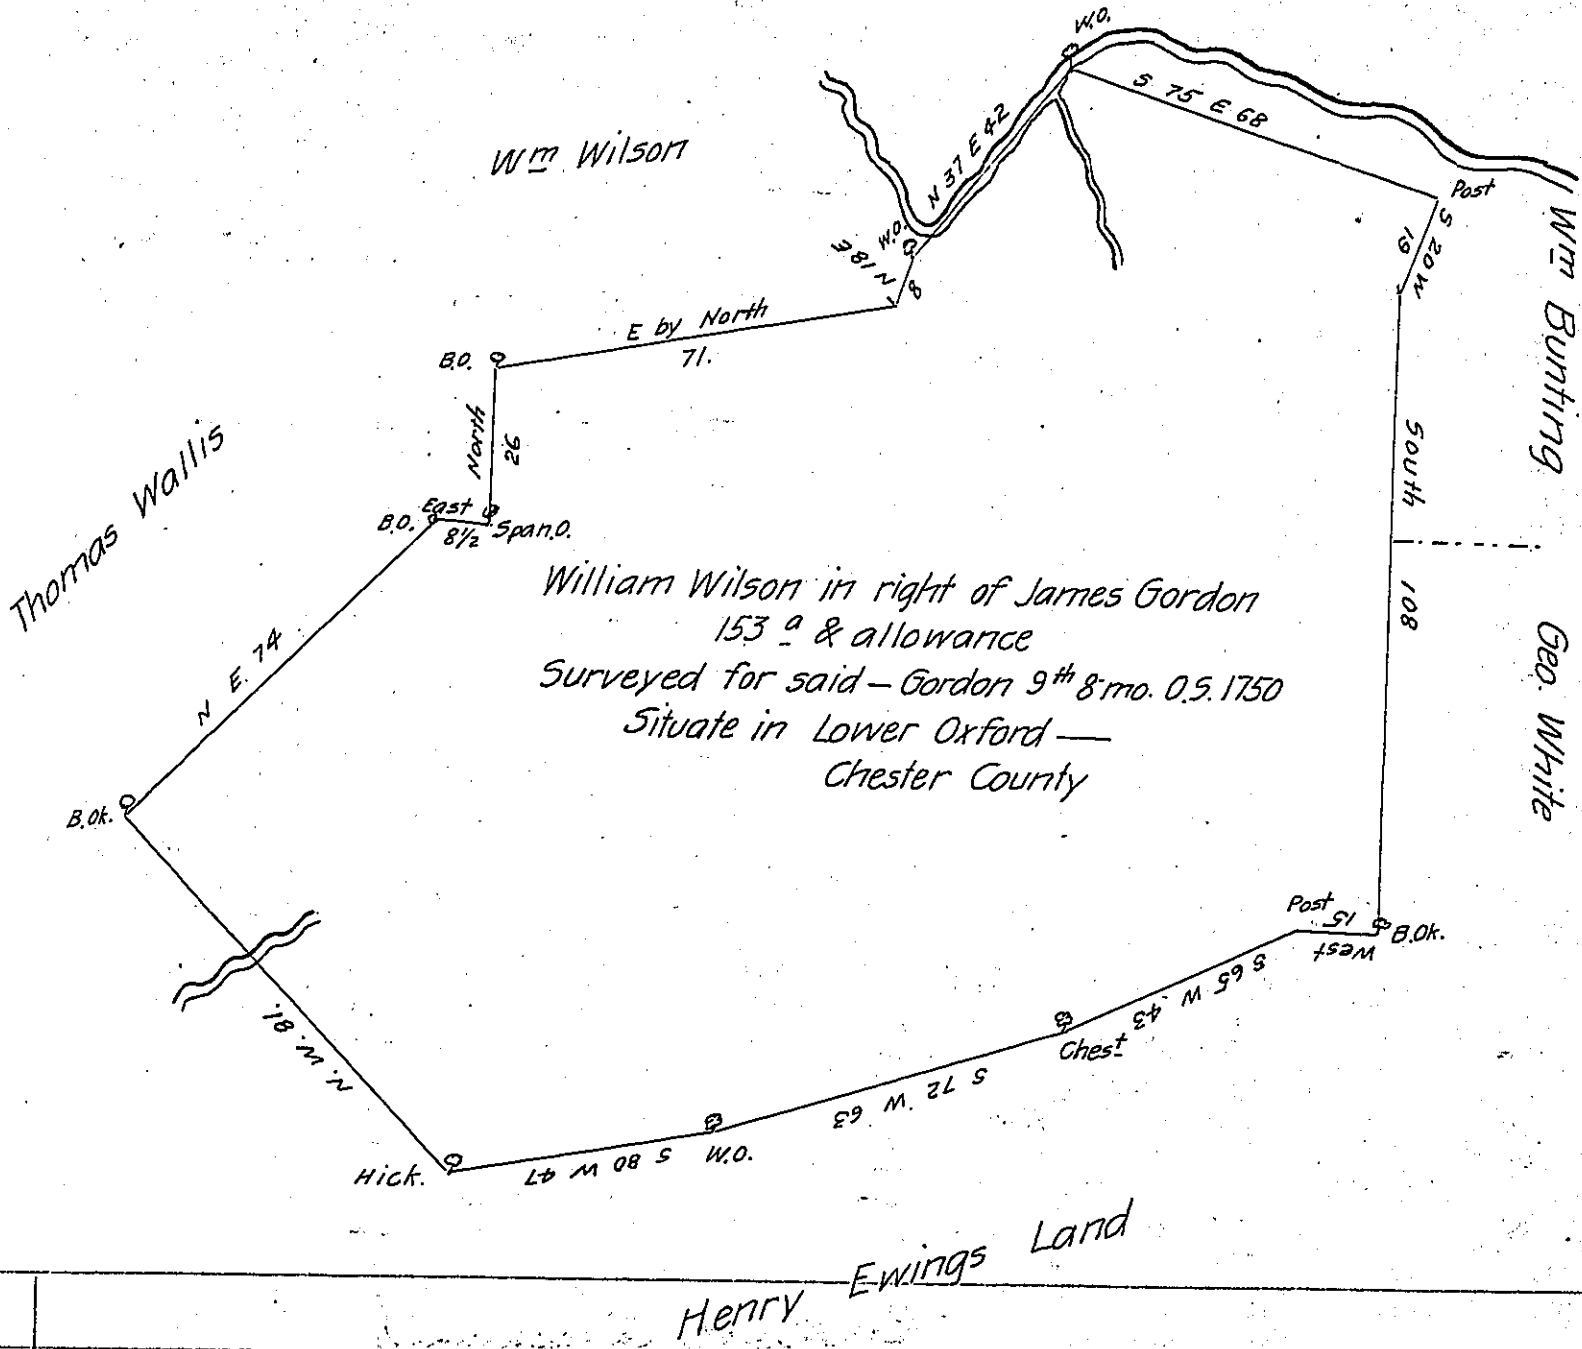 W.O.
S 75 E 68
Wm Wilson
N 37 E 42
Post
W.O.
N 18 E
8
S 20 W
19
Wm Bunting
E by North
71.
B.O.
North
26
South
108
Thomas Wallis
East
8½
B.O.
Span.O.
William Wilson in right of James Gordon
153 a & allowance
Surveyed for said – Gordon 9th 8 mo. O.S. 1750
Situate in Lower Oxford —
Chester County
Geo. White
N E. 74
B.Ok.
Post
15
West
B.Ok.
S 65 W 43
Chest
N. W. 81.
S 72 W 63
W.O.
S 80 W 47
Hick.
Henry Ewings Land